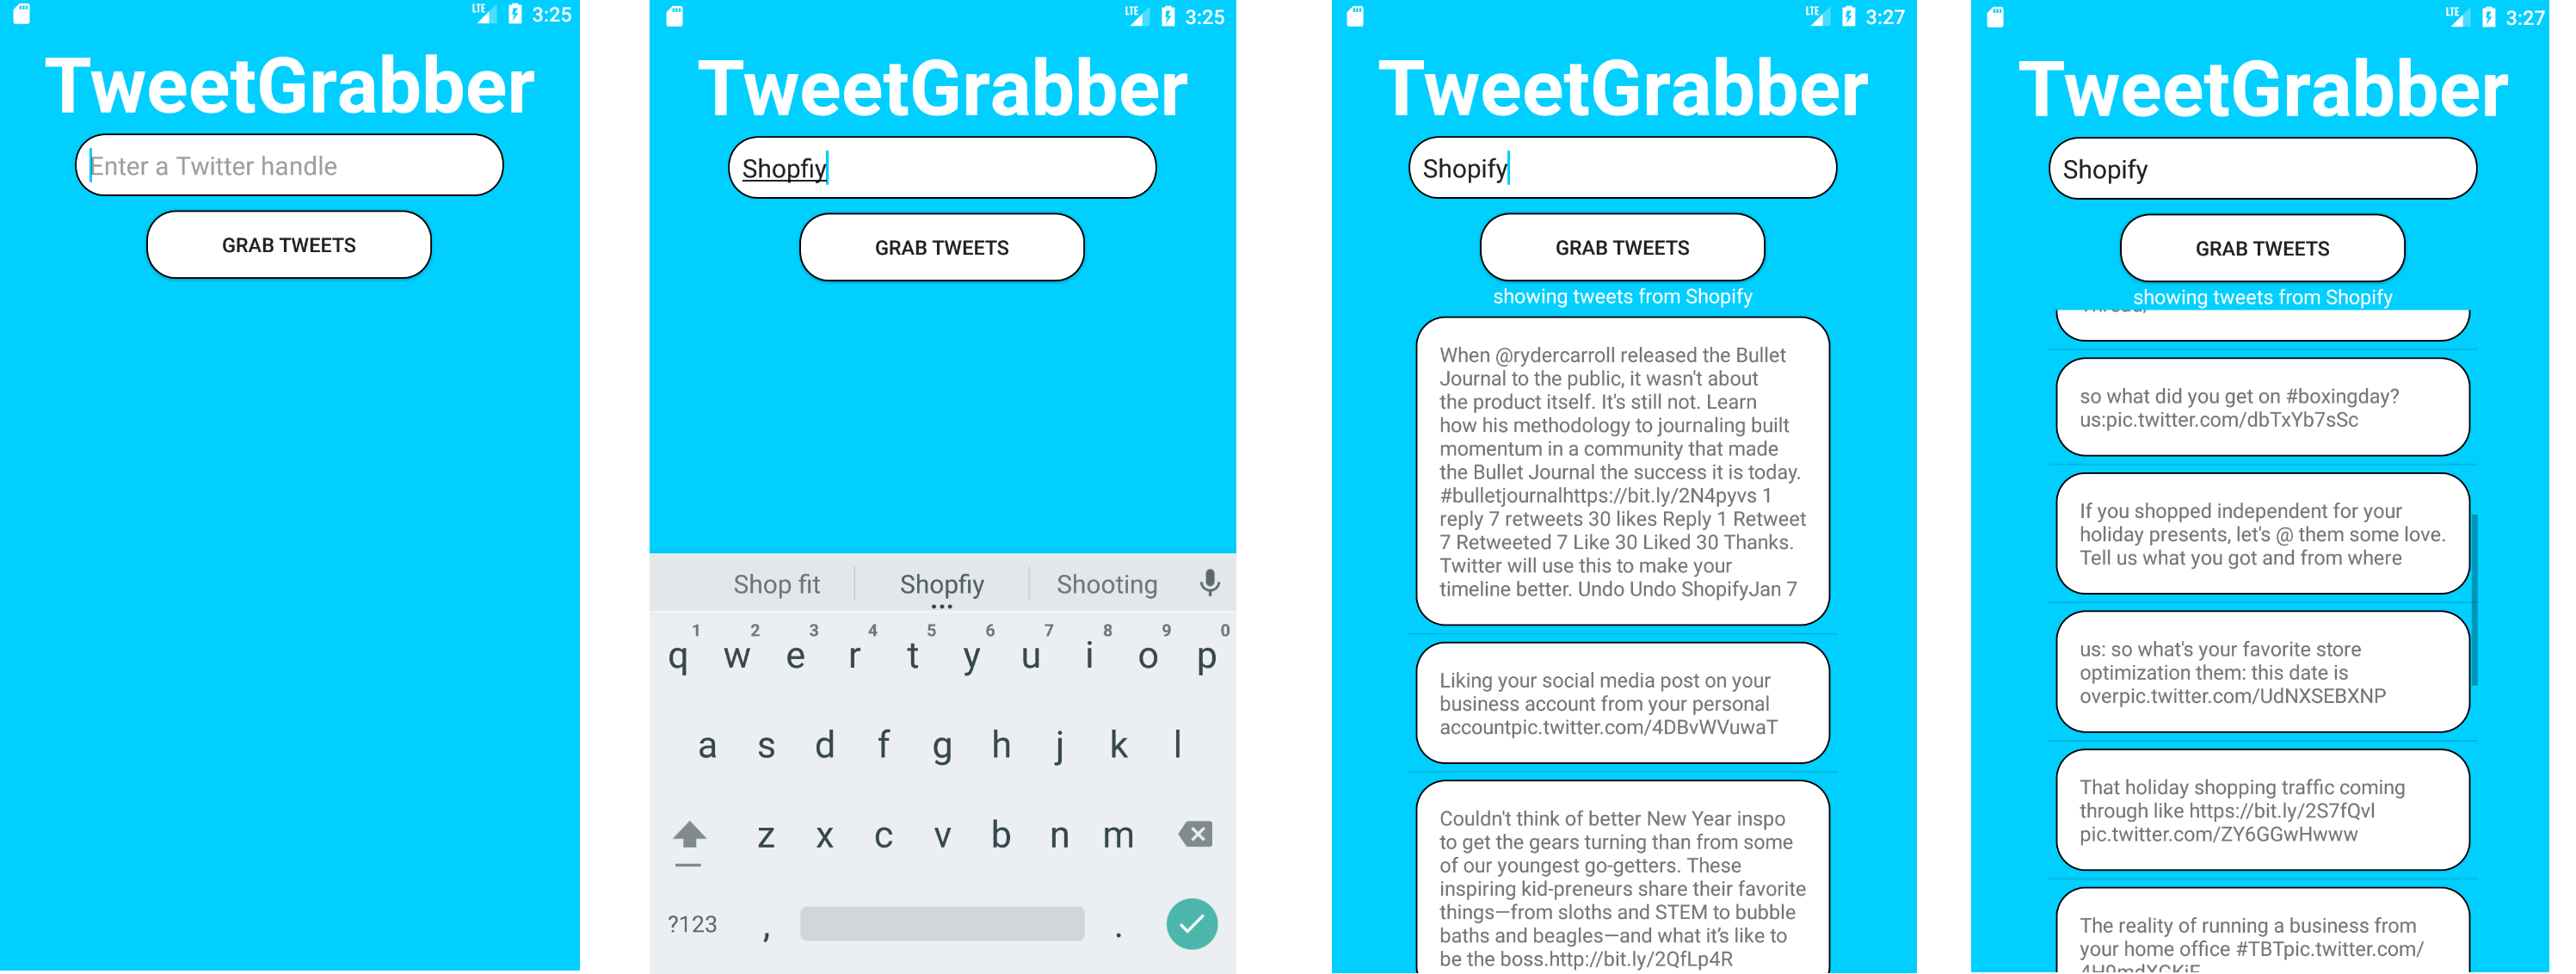 LTE 3:25
TweetGrabber
Enter a Twitter handle
GRAB TWEETS
LTE 3:25
TweetGrabber
Shopfiy
GRAB TWEETS
Shop fit Shopfiy Shooting
1 2 3 4 5 6 7 8 9 0
q w e r t y u i o p
a s d f g h j k l
z x c v b n m
?123 , .
LTE 3:27
TweetGrabber
Shopify
GRAB TWEETS
showing tweets from Shopify
When @rydercarroll released the Bullet
Journal to the public, it wasn't about
the product itself. It's still not. Learn
how his methodology to journaling built
momentum in a community that made
the Bullet Journal the success it is today.
#bulletjournalhttps://bit.ly/2N4pyvs 1
reply 7 retweets 30 likes Reply 1 Retweet
7 Retweeted 7 Like 30 Liked 30 Thanks.
Twitter will use this to make your
timeline better. Undo Undo ShopifyJan 7
Liking your social media post on your
business account from your personal
accountpic.twitter.com/4DBvWVuwaT
Couldn't think of better New Year inspo
to get the gears turning than from some
of our youngest go-getters. These
inspiring kid-preneurs share their favorite
things—from sloths and STEM to bubble
baths and beagles—and what it's like to
be the boss.http://bit.ly/2QfLp4R
LTE 3:27
TweetGrabber
Shopify
GRAB TWEETS
showing tweets from Shopify
so what did you get on #boxingday?
us:pic.twitter.com/dbTxYb7sSc
If you shopped independent for your
holiday presents, let's @ them some love.
Tell us what you got and from where
us: so what's your favorite store
optimization them: this date is
overpic.twitter.com/UdNXSEBXNP
That holiday shopping traffic coming
through like https://bit.ly/2S7fQvl
pic.twitter.com/ZY6GGwHwww
The reality of running a business from
your home office #TBTpic.twitter.com/